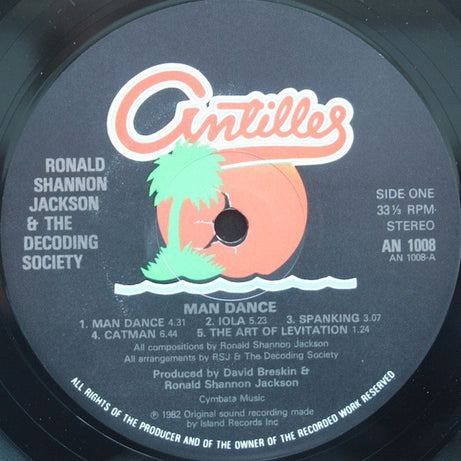 Antilles
RONALD
SHANNON
JACKSON
& THE
DECODING
SOCIETY
SIDE ONE
33⅓ RPM
STEREO
AN 1008
AN 1008-A
MAN DANCE
1. MAN DANCE 4.31 2. IOLA 5.23 3. SPANKING 3.07
4. CATMAN 6.44 5. THE ART OF LEVITATION 1.24
All compositions by Ronald Shannon Jackson
All arrangements by RSJ & The Decoding Society
Produced by David Breskin &
Ronald Shannon Jackson
Cymbata Music
℗ 1982 Original sound recording made
by Island Records Inc
ALL RIGHTS OF THE PRODUCER AND OF THE OWNER OF THE RECORDED WORK RESERVED